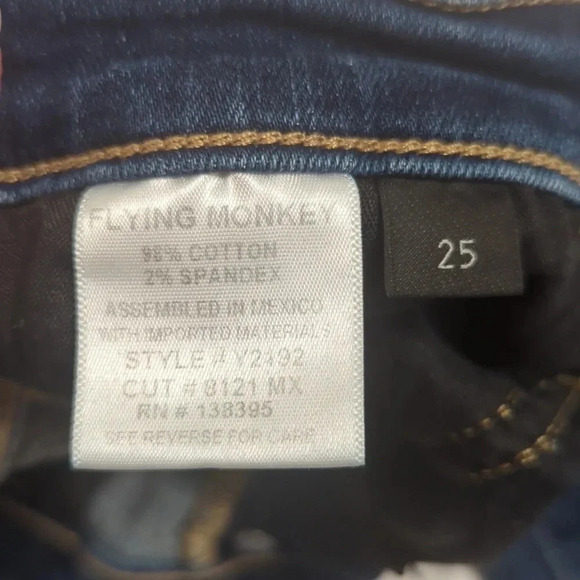 FLYING MONKEY
98% COTTON
2% SPANDEX
ASSEMBLED IN MEXICO
WITH IMPORTED MATERIALS
STYLE # Y2492
CUT # 8121 MX
RN # 138395
SEE REVERSE FOR CARE
25